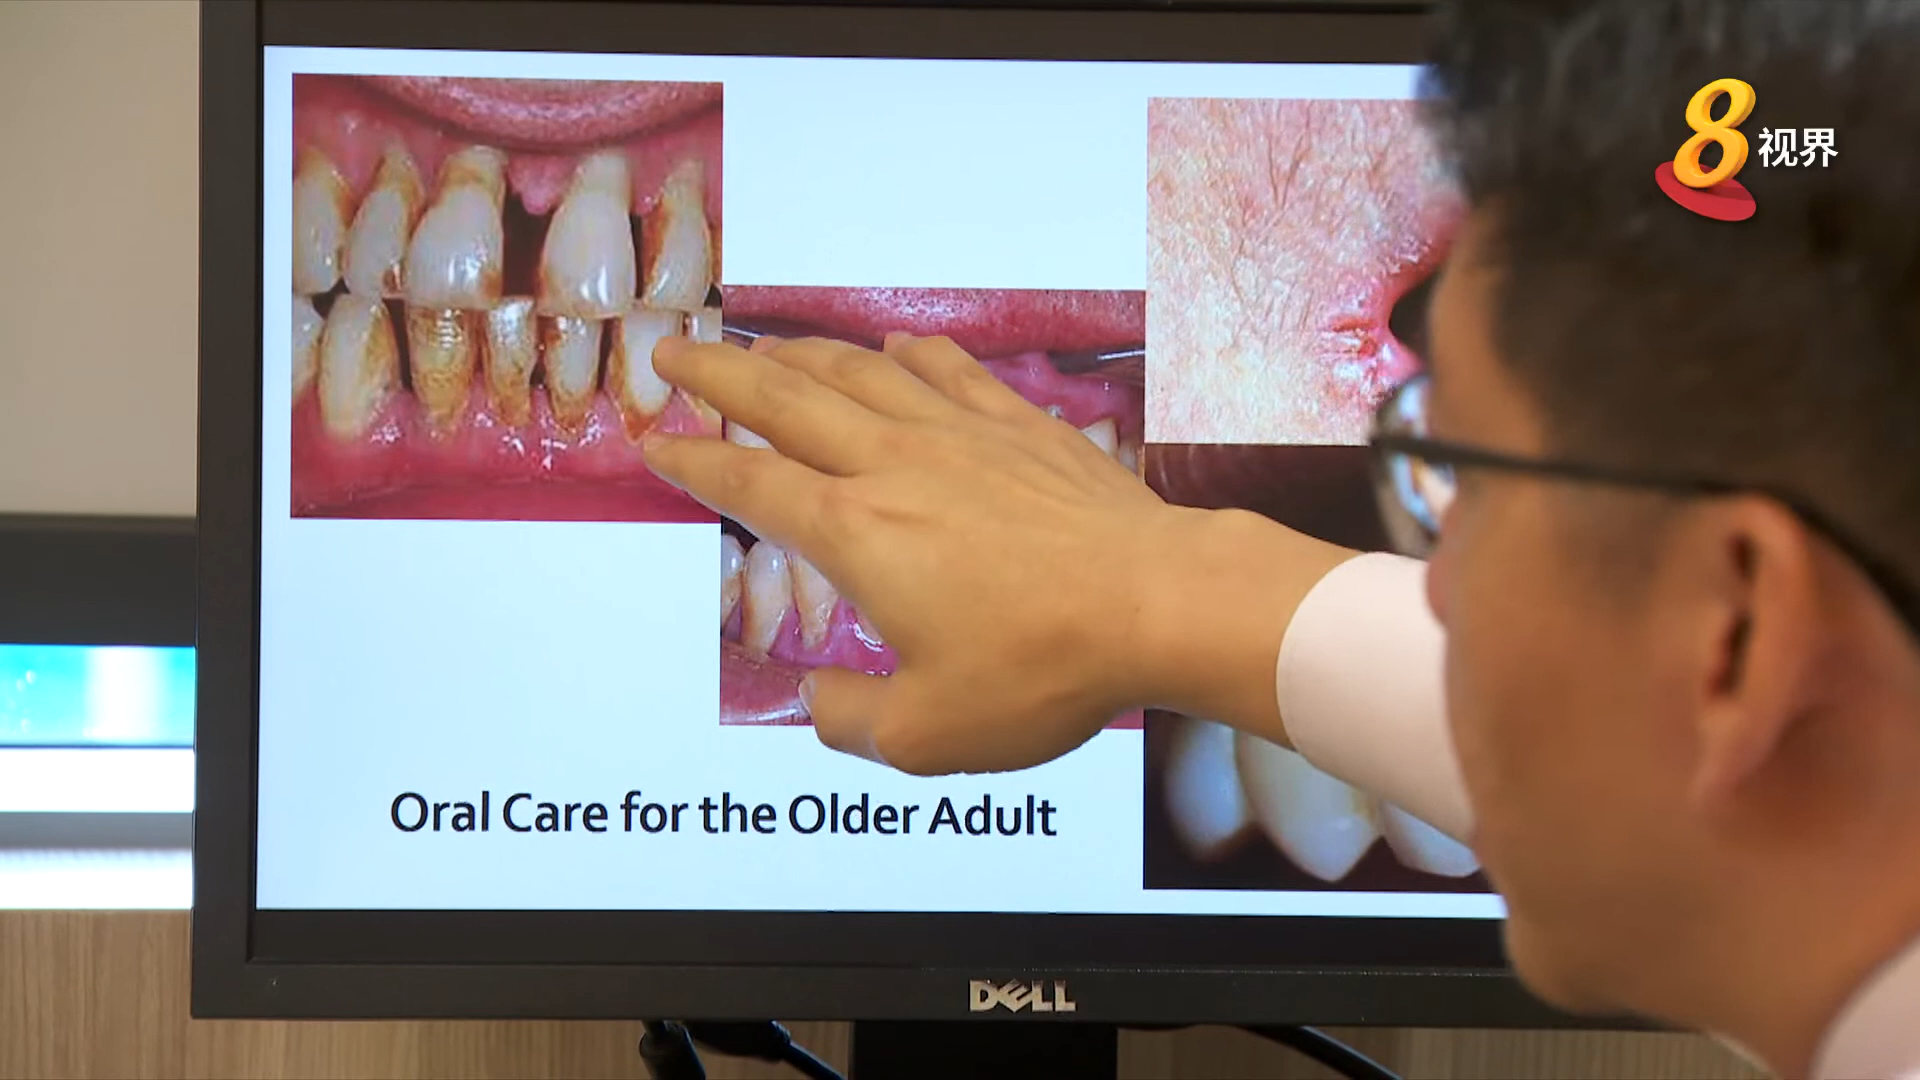 8视界
Oral Care for the Older Adult
DELL